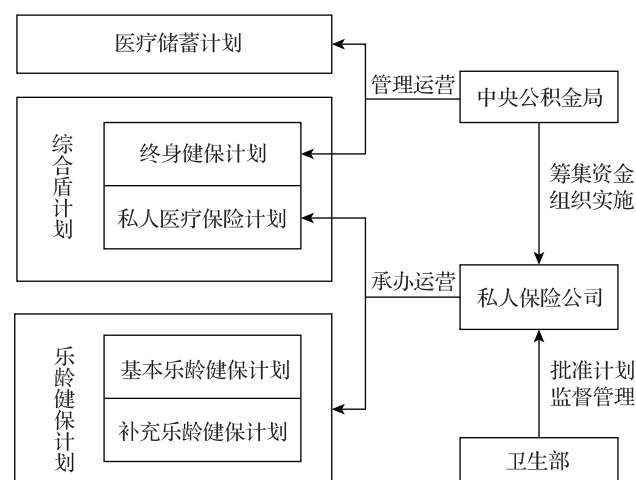 医疗储蓄计划
管理运营
中央公积金局
综合盾计划
终身健保计划
私人医疗保险计划
筹集资金
组织实施
承办运营
私人保险公司
乐龄健保计划
基本乐龄健保计划
补充乐龄健保计划
批准计划
监督管理
卫生部